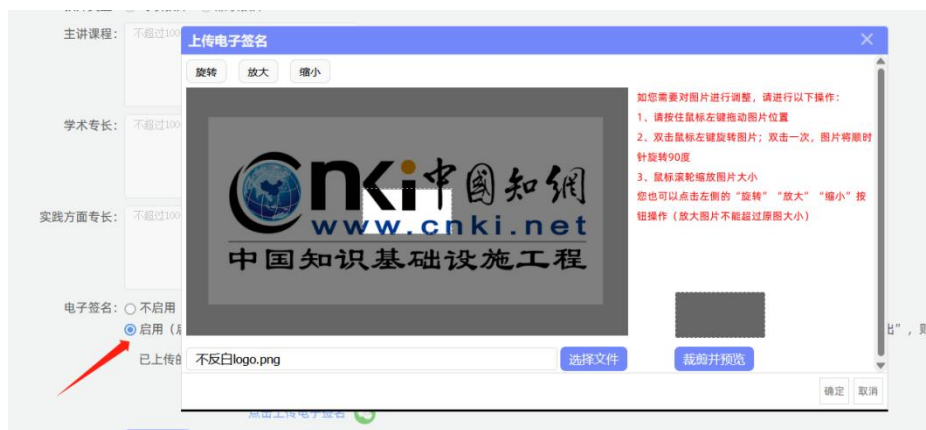 主讲课程：
不超过100
上传电子签名
旋转 放大 缩小
如您需要对图片进行调整，请进行以下操作：
1、请按住鼠标左键拖动图片位置
2、双击鼠标左键旋转图片；双击一次，图片将顺时
针旋转90度
3、鼠标滚轮缩放图片大小
您也可以点击左侧的“旋转”“放大”“缩小”按
钮操作（放大图片不能超过原图大小）
学术专长：
不超过100
Cnki中國知網
www.cnki.net
中国知识基础设施工程
实践方面专长：
不超过100
电子签名：
不启用
启用（
出”，
已上传的
不反白logo.png
选择文件
裁剪并预览
确定 取消
点击上传电子签名